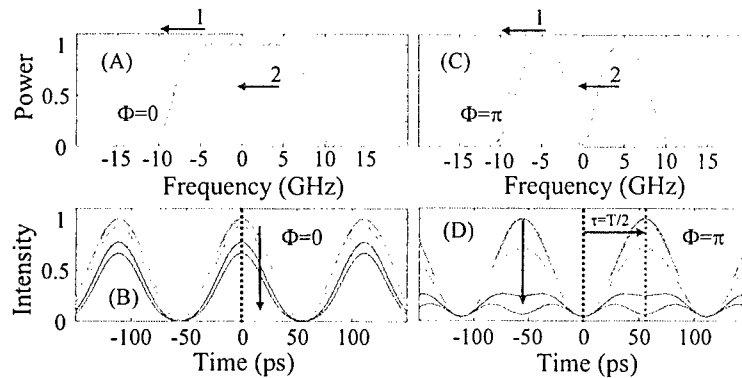 1
1
1
1
(A)
(C)
2
2
Power
0.5
Φ=0
Φ=π
0
0
-15 -10 -5 0 5 10 15
-15 -10 -5 0 5 10 15
Frequency (GHz)
Frequency (GHz)
1
Φ=0
(D)
τ=T/2
Φ=π
Intensity
0.5
(B)
0
-100 -50 0 50 100
-100 -50 0 50 100
Time (ps)
Time (ps)